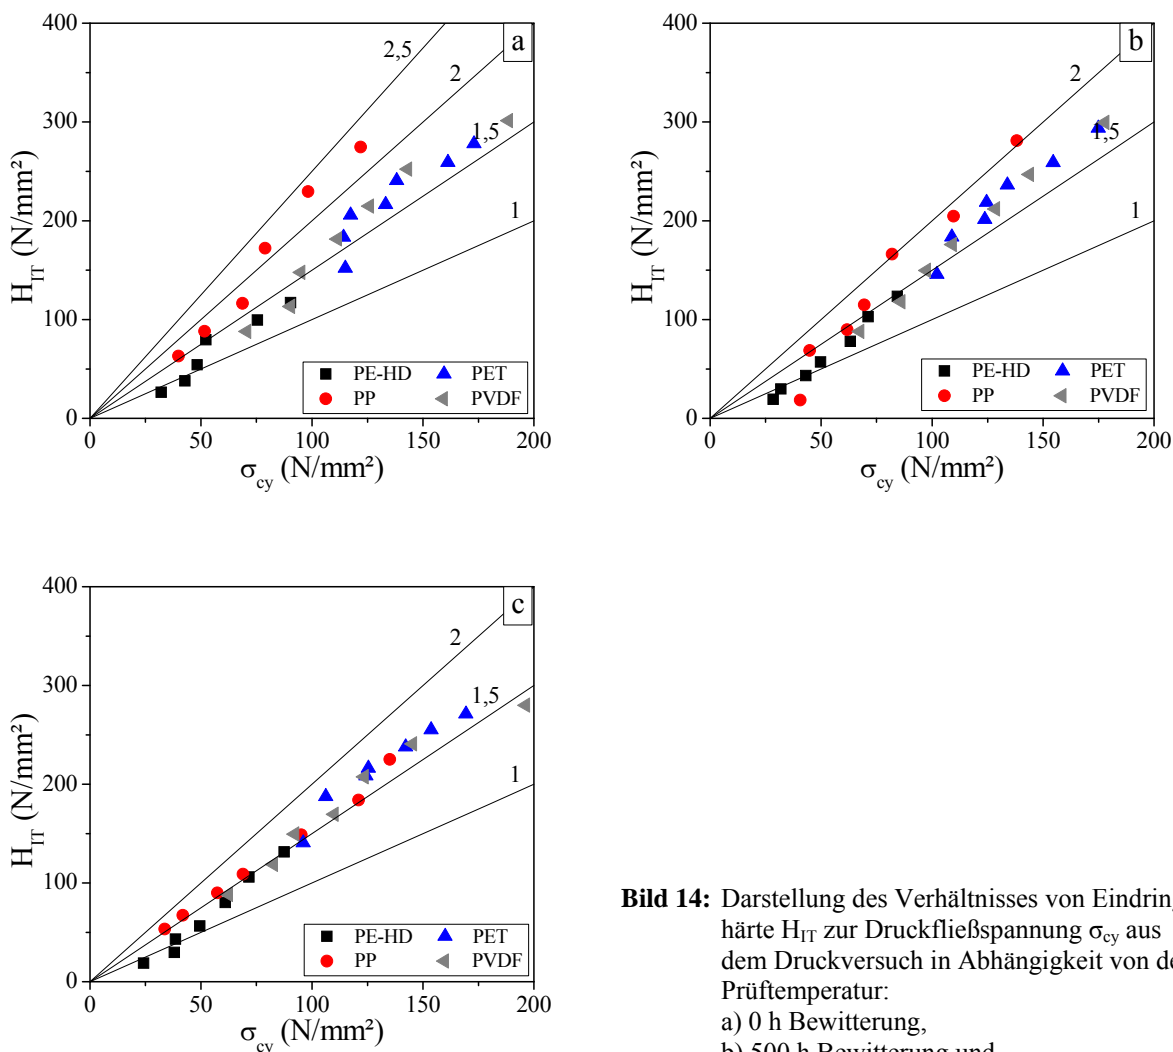 400
300
200
100
0
H_IT (N/mm²)
2,5
2
1,5
1
a
PE-HD PET
PP PVDF
0 50 100 150 200
σ_cy (N/mm²)
400
300
200
100
0
H_IT (N/mm²)
2
1,5
1
b
PE-HD PET
PP PVDF
0 50 100 150 200
σ_cy (N/mm²)
400
300
200
100
0
H_IT (N/mm²)
2
1,5
1
c
PE-HD PET
PP PVDF
0 50 100 150 200
σ_cy (N/mm²)
Bild 14: Darstellung des Verhältnisses von Eindrin
härte H_IT zur Druckfließspannung σ_cy aus
dem Druckversuch in Abhängigkeit von de
Prüftemperatur:
a) 0 h Bewitterung,
b) 500 h Bewitterung und